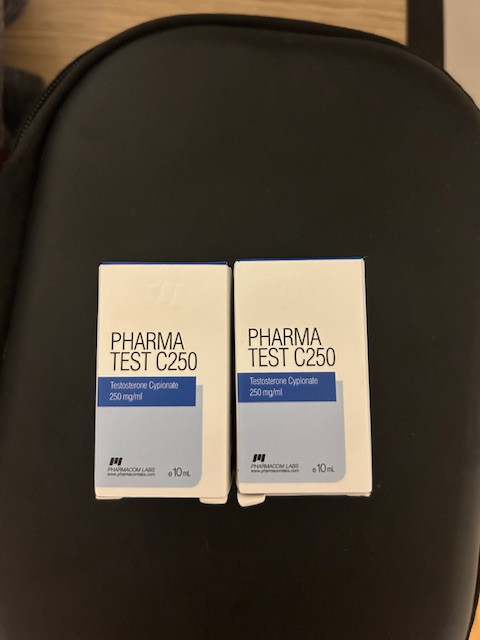 PHARMA
TEST C250
Testosterone Cypionate
250 mg/ml
PHARMACOM LABS
www.pharmacomlabs.com
e 10 mL
PHARMA
TEST C250
Testosterone Cypionate
250 mg/ml
PHARMACOM LABS
www.pharmacomlabs.com
e 10 mL